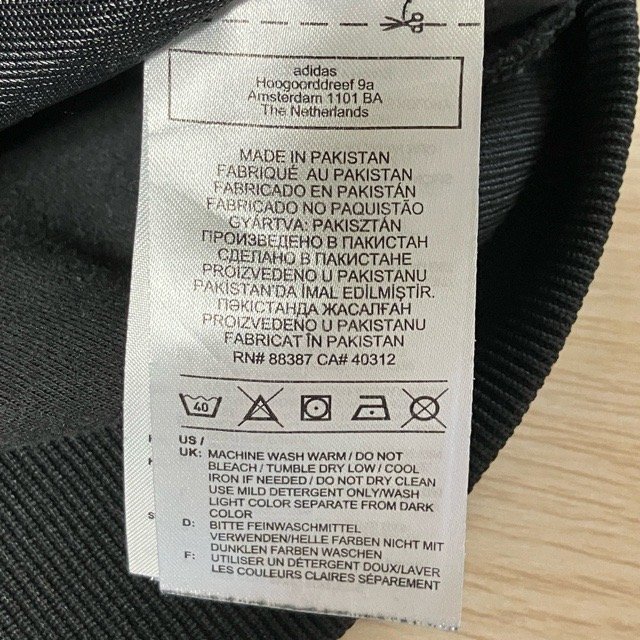 adidas
Hoogoorddreef 9a
Amsterdam 1101 BA
The Netherlands
MADE IN PAKISTAN
FABRIQUÉ AU PAKISTAN
FABRICADO EN PAKISTÁN
FABRICADO NO PAQUISTÃO
GYÁRTVA: PAKISZTÁN
ПРОИЗВЕДЕНО В ПАКИСТАН
СДЕЛАНО В ПАКИСТАНЕ
PROIZVEDENO U PAKISTANU
PAKISTAN'DA İMAL EDİLMİŞTİR.
ПӘКІСТАНДА ЖАСАЛҒАН
PROIZVEDENO U PAKISTANU
FABRICAT ÎN PAKISTAN
RN# 88387 CA# 40312
40
US /
UK: MACHINE WASH WARM / DO NOT
BLEACH / TUMBLE DRY LOW / COOL
IRON IF NEEDED / DO NOT DRY CLEAN
USE MILD DETERGENT ONLY/WASH
LIGHT COLOR SEPARATE FROM DARK
COLOR
D: BITTE FEINWASCHMITTEL
VERWENDEN/HELLE FARBEN NICHT MIT
DUNKLEN FARBEN WASCHEN
F: UTILISER UN DÉTERGENT DOUX/LAVER
LES COULEURS CLAIRES SÉPAREMENT